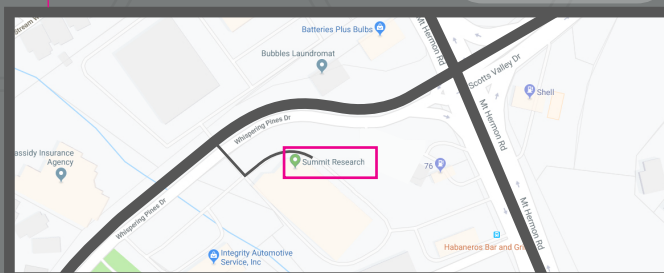 Batteries Plus Bulbs
Mt Hermon Rd
Bubbles Laundromat
Scotts Valley Dr
Shell
Mt Hermon Rd
Whispering Pines Dr
assidy Insurance
Agency
Summit Research
76
Whispering Pines Dr
Mt Hermon Rd
Habaneros Bar and Gri
Integrity Automotive
Service, Inc